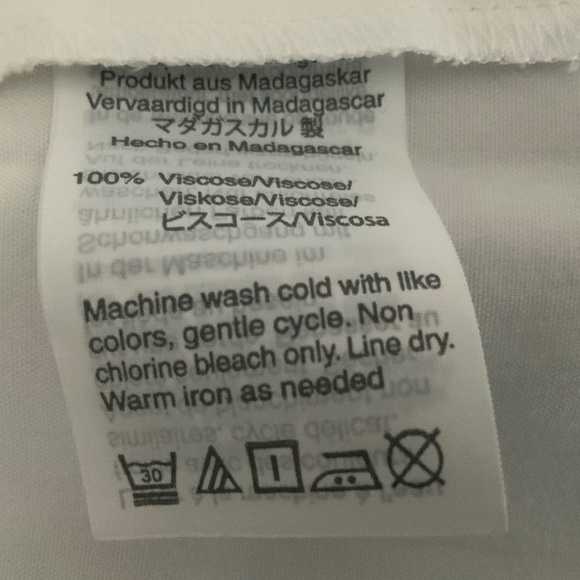 Produkt aus Madagaskar
Vervaardigd in Madagascar
マダガスカル 製
Hecho en Madagascar
100% Viscose/Viscose/
Viskose/Viscose/
ビスコース/Viscosa
Machine wash cold with like
colors, gentle cycle. Non
chlorine bleach only. Line dry.
Warm iron as needed
30